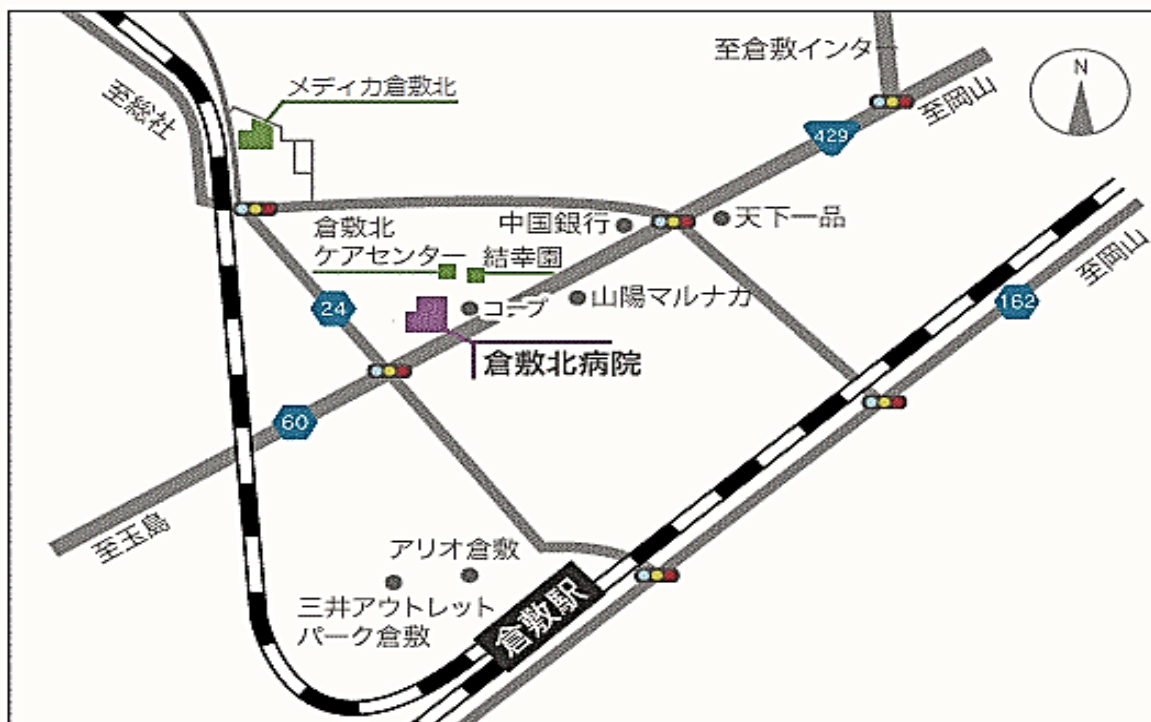 至倉敷インター
N
メディカ倉敷北
至総社
至岡山
429
倉敷北
ケアセンター
中国銀行
天下一品
結幸園
至岡山
24
コープ
山陽マルナカ
162
倉敷北病院
60
至玉島
アリオ倉敷
三井アウトレット
パーク倉敷
倉敷駅